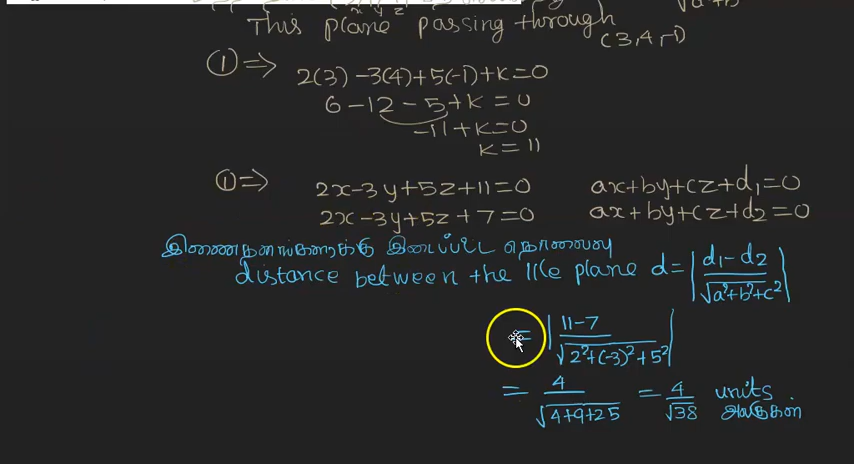 This plane passing through
(3,4,-1)
① ⇒ 2(3) -3(4)+5(-1)+k=0
6-12-5+k=0
-11+k=0
k=11
① ⇒ 2x-3y+5z+11=0 ax+by+cz+d₁=0
2x-3y+5z+7=0 ax+by+cz+d₂=0
distance between the lle plane d=|d₁-d₂/√a²+b²+c²|
=|11-7/√2²+(-3)²+5²|
=4/√4+9+25 =4/√38 units.